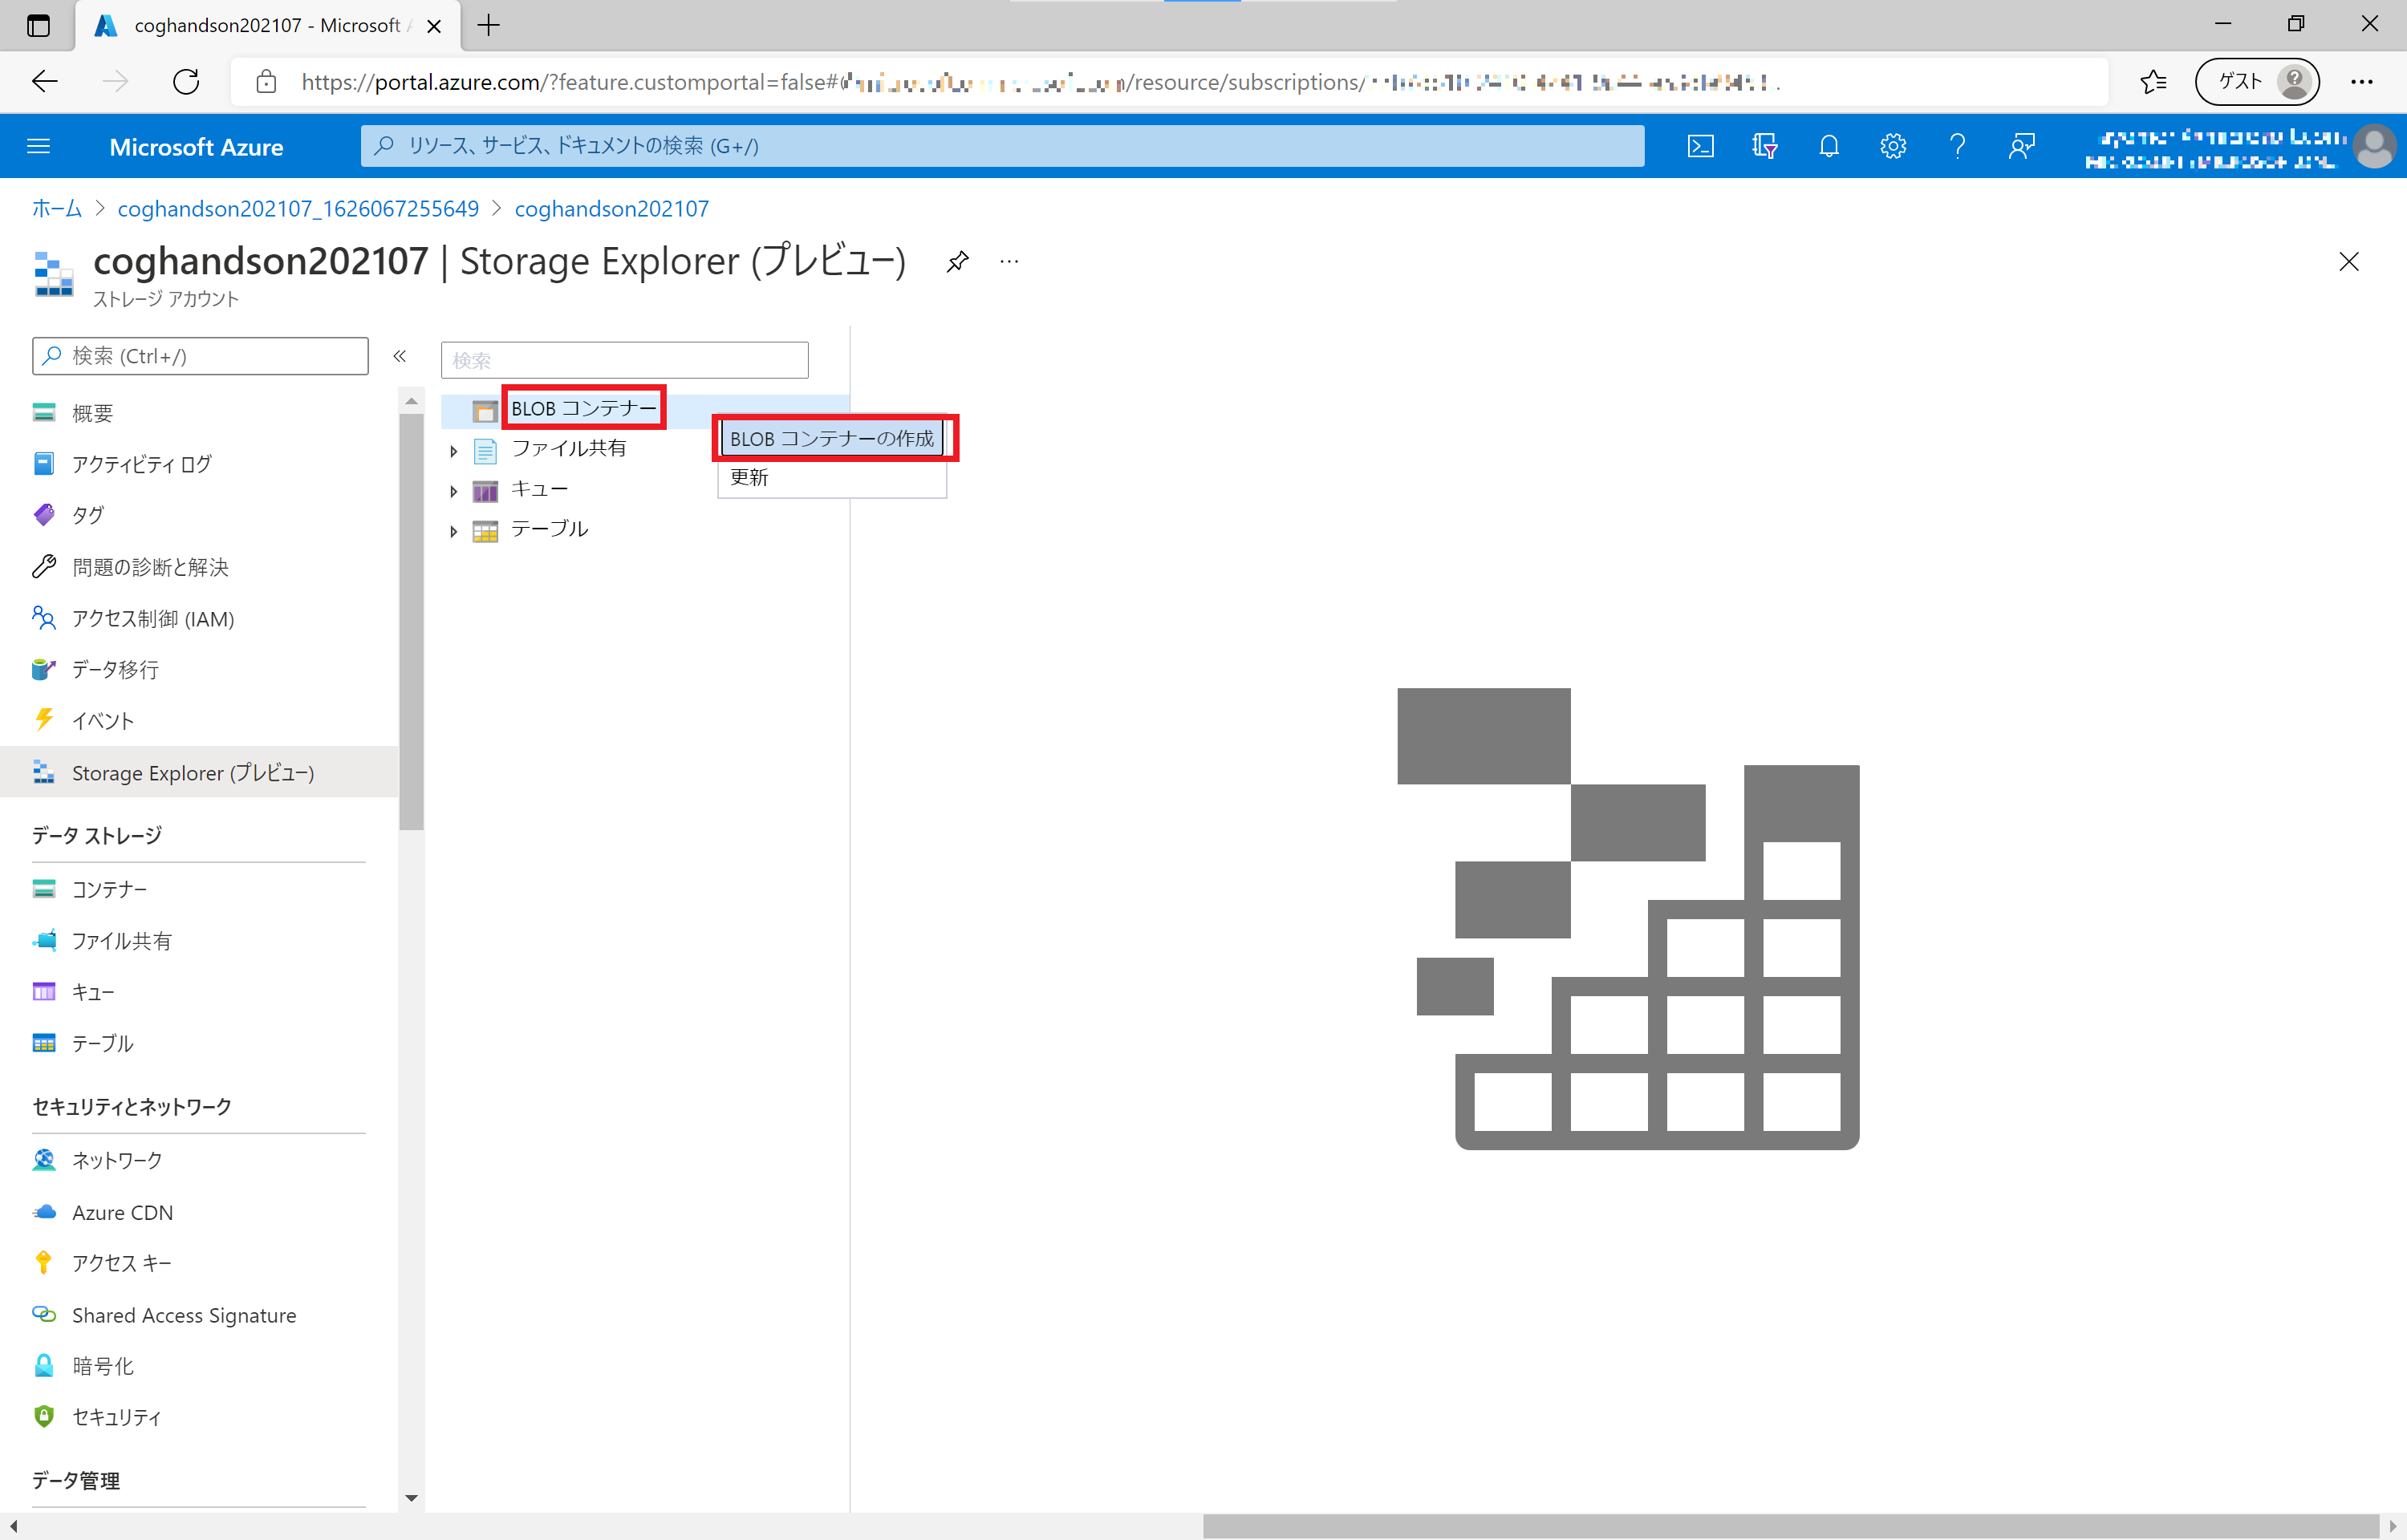 coghandson202107 - Microsoft A
https://portal.azure.com/?feature.customportal=false#
/resource/subscriptions/
ゲスト
Microsoft Azure
リソース、サービス、ドキュメントの検索 (G+/)
ホーム > coghandson202107_1626067255649 > coghandson202107
coghandson202107 | Storage Explorer (プレビュー)
ストレージ アカウント
検索 (Ctrl+/)
概要
アクティビティ ログ
タグ
問題の診断と解決
アクセス制御 (IAM)
データ移行
イベント
Storage Explorer (プレビュー)
データ ストレージ
コンテナー
ファイル共有
キュー
テーブル
セキュリティとネットワーク
ネットワーク
Azure CDN
アクセス キー
Shared Access Signature
暗号化
セキュリティ
データ管理
検索
BLOB コンテナー
ファイル共有
キュー
テーブル
BLOB コンテナーの作成
更新